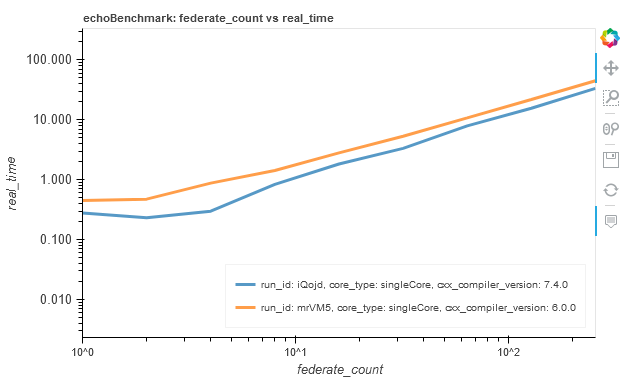 echoBenchmark: federate_count vs real_time
100.000
10.000
1.000
0.100
0.010
real_time
run_id: iQojd, core_type: singleCore, cxx_compiler_version: 7.4.0
run_id: mrVM5, core_type: singleCore, cxx_compiler_version: 6.0.0
10^0
10^1
10^2
federate_count